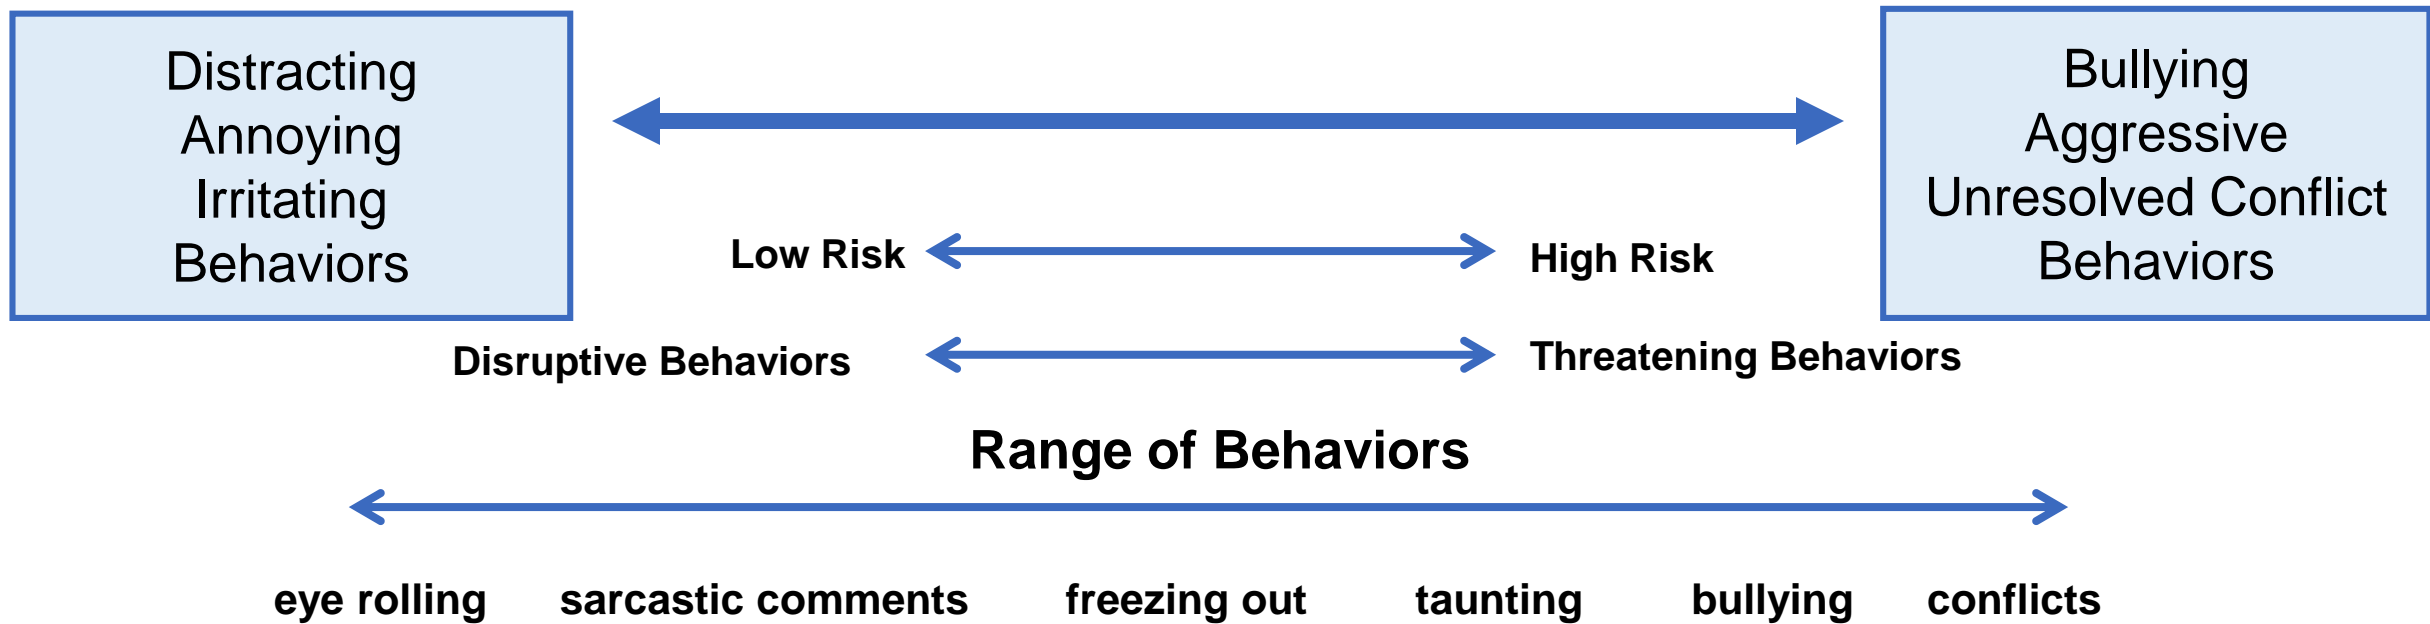 Distracting
Annoying
Irritating
Behaviors
Bullying
Aggressive
Unresolved Conflict
Behaviors
Low Risk
High Risk
Disruptive Behaviors
Threatening Behaviors
Range of Behaviors
eye rolling sarcastic comments freezing out taunting bullying conflicts